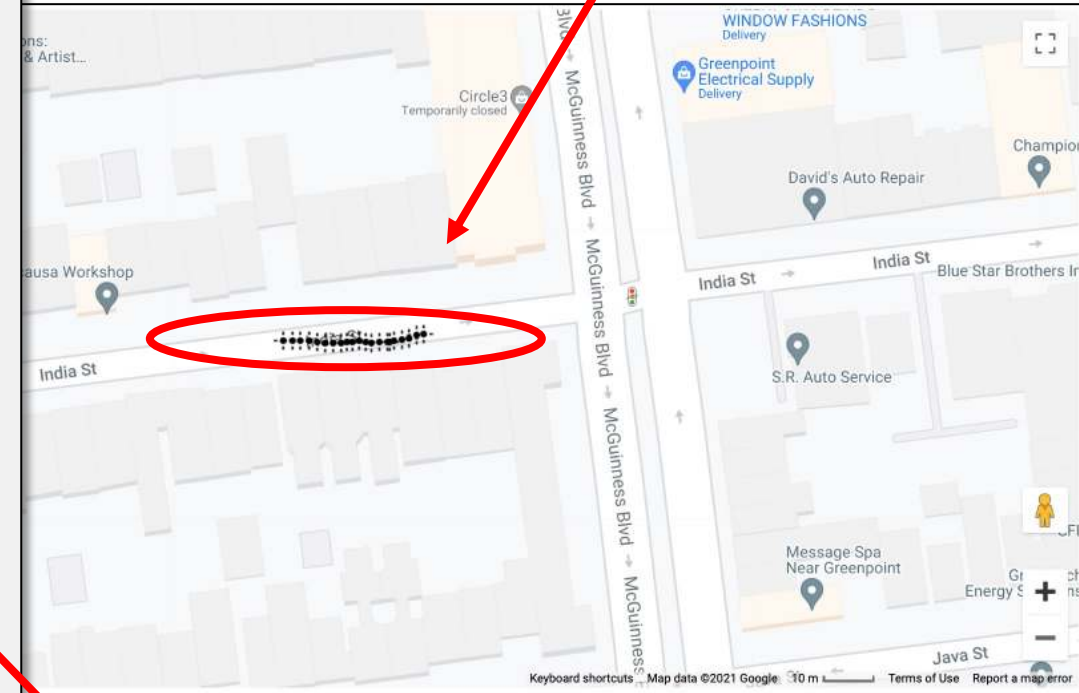 WINDOW FASHIONS
Delivery
& Artist...
Greenpoint
Electrical Supply
Delivery
Circle3
Temporarily closed
Blvd
McGuinness Blvd
McGuinness Blvd
McGuinness Blvd
McGuinness
Champion
David's Auto Repair
India St
India St
Blue Star Brothers In
ausa Workshop
India St
S.R. Auto Service
Message Spa
Near Greenpoint
Energy S
Java St
Keyboard shortcuts Map data ©2021 Google 10 m Terms of Use Report a map error